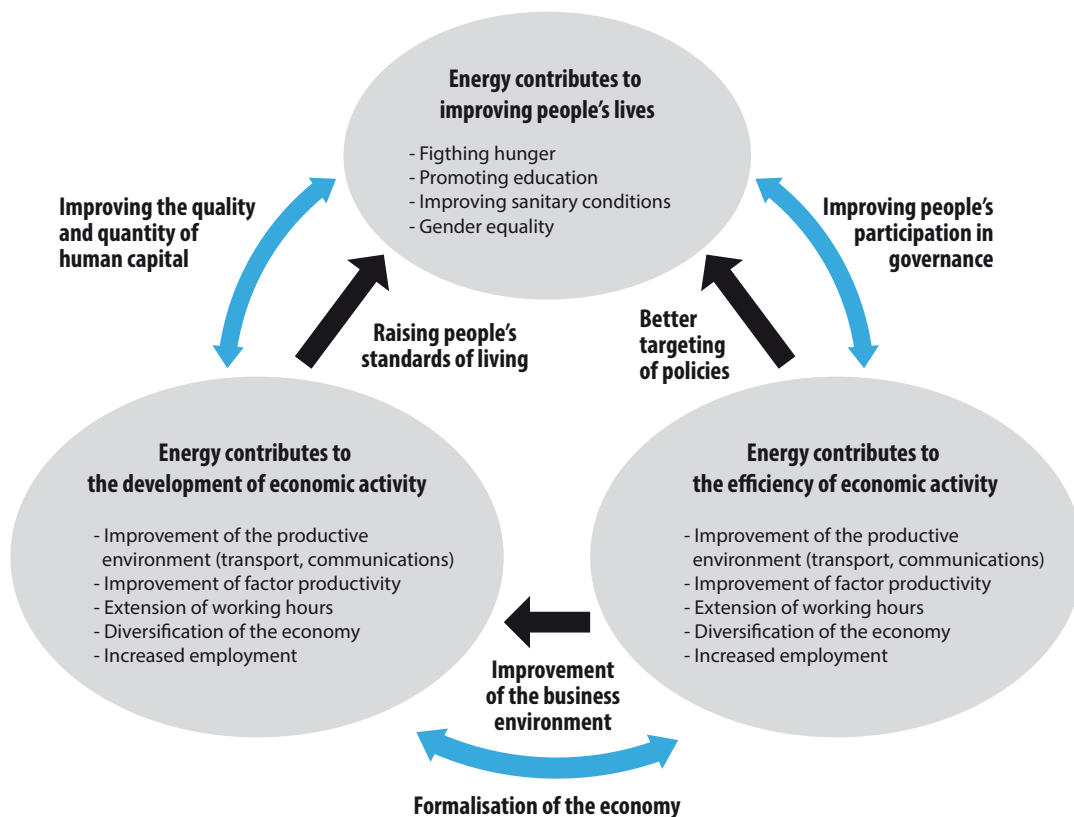 Energy contributes to
improving people's lives
- Figthing hunger
- Promoting education
- Improving sanitary conditions
- Gender equality
Improving the quality
and quantity of
human capital
Improving people's
participation in
governance
Raising people's
standards of living
Better
targeting
of policies
Energy contributes to
the development of economic activity
- Improvement of the productive
environment (transport, communications)
- Improvement of factor productivity
- Extension of working hours
- Diversification of the economy
- Increased employment
Energy contributes to
the efficiency of economic activity
- Improvement of the productive
environment (transport, communications)
- Improvement of factor productivity
- Extension of working hours
- Diversification of the economy
- Increased employment
Improvement
of the business
environment
Formalisation of the economy